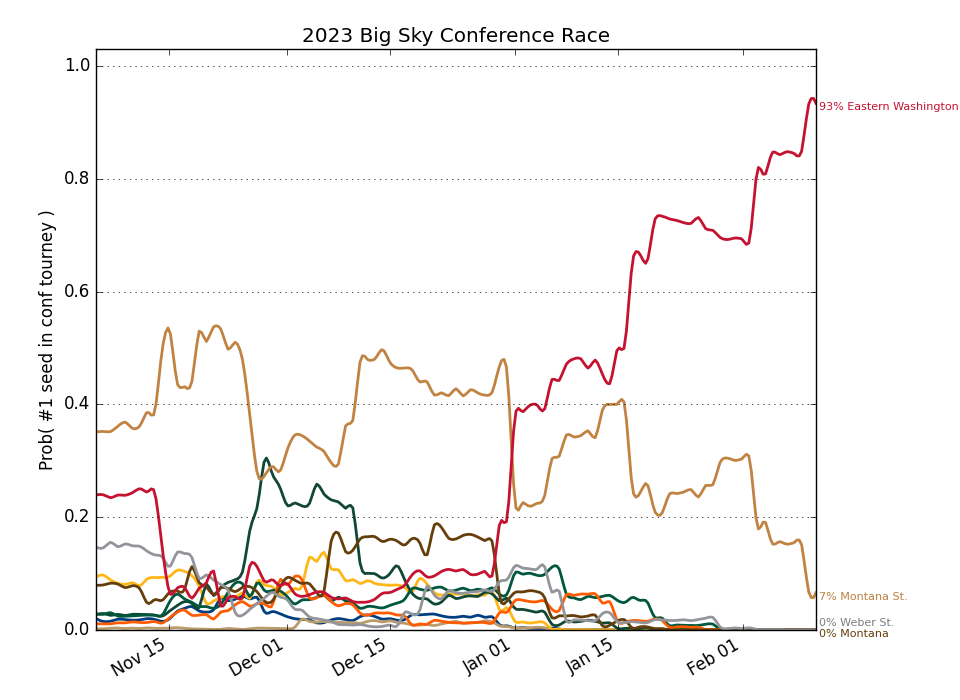 2023 Big Sky Conference Race
Prob( #1 seed in conf tourney )
1.0
0.8
0.6
0.4
0.2
0.0
93% Eastern Washington
7% Montana St.
0% Weber St.
0% Montana
Nov 15
Dec 01
Dec 15
Jan 01
Jan 15
Feb 01